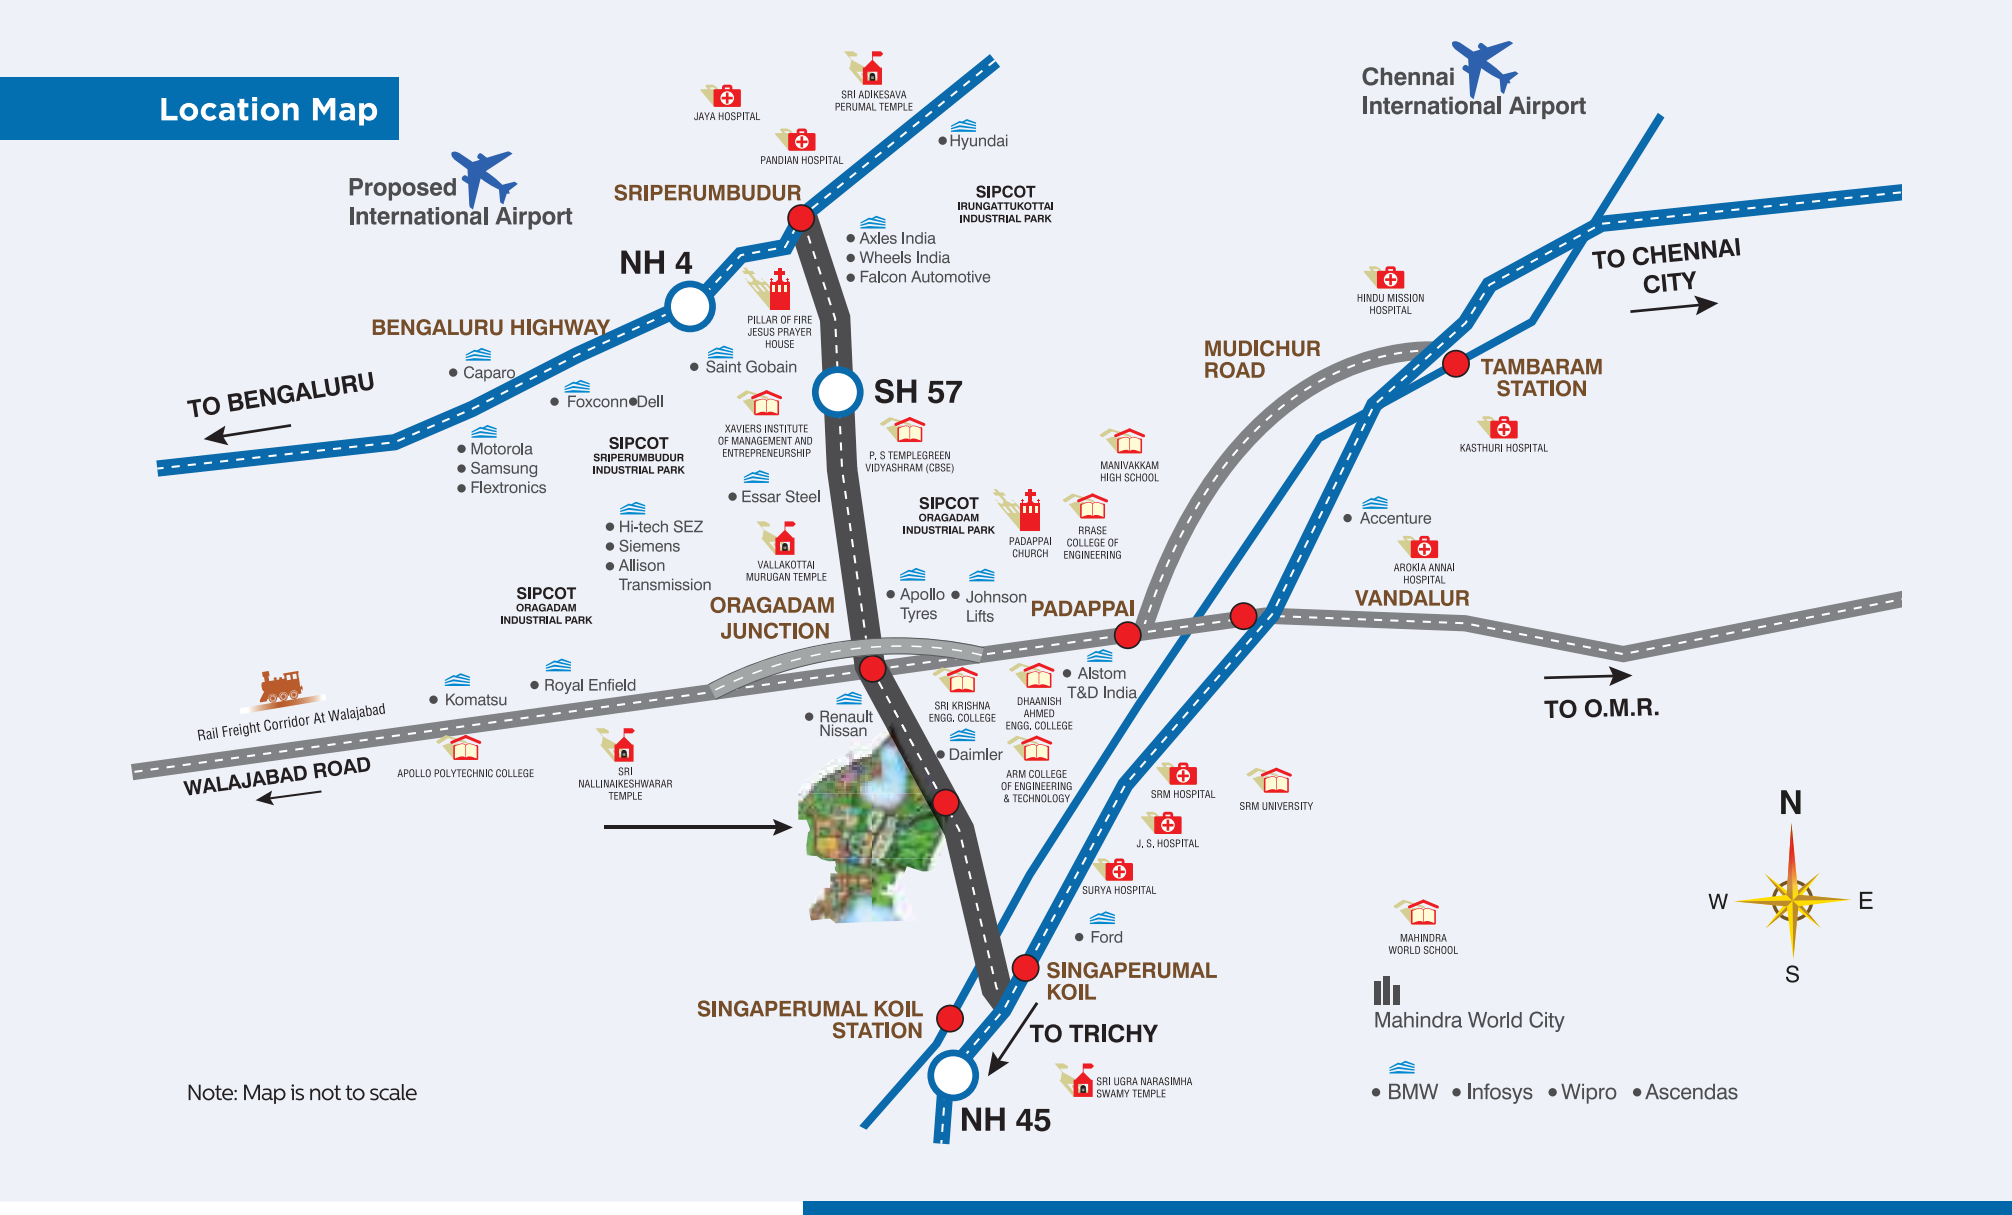 Location Map
Proposed
International Airport
Chennai
International Airport
JAYA HOSPITAL
SRI ADIKESAVA
PERUMAL TEMPLE
PANDIAN HOSPITAL
Hyundai
SRIPERUMBUDUR
SIPCOT
IRUNGATTUKOTTAI
INDUSTRIAL PARK
Axles India
Wheels India
Falcon Automotive
NH 4
TO CHENNAI
CITY
HINDU MISSION
HOSPITAL
PILLAR OF FIRE
JESUS PRAYER
HOUSE
BENGALURU HIGHWAY
MUDICHUR
ROAD
TAMBARAM
STATION
Caparo
Saint Gobain
TO BENGALURU
Foxconn
Dell
SH 57
XAVIERS INSTITUTE
OF MANAGEMENT AND
ENTREPRENEURSHIP
P. S TEMPLEGREEN
VIDYASHRAM (CBSE)
KASTHURI HOSPITAL
MANIVAKKAM
HIGH SCHOOL
Motorola
Samsung
Flextronics
SIPCOT
SRIPERUMBUDUR
INDUSTRIAL PARK
Essar Steel
SIPCOT
ORAGADAM
INDUSTRIAL PARK
PADAPPAI
CHURCH
RRASE
COLLEGE OF
ENGINEERING
Accenture
Hi-tech SEZ
Siemens
Allison
Transmission
VALLAKOTTAI
MURUGAN TEMPLE
AROKIA ANNAI
HOSPITAL
VANDALUR
SIPCOT
ORAGADAM
INDUSTRIAL PARK
ORAGADAM
JUNCTION
Apollo
Tyres
Johnson
Lifts
PADAPPAI
Alstom
T&D India
Royal Enfield
Komatsu
Rail Freight Corridor At Walajabad
SRI KRISHNA
ENGG. COLLEGE
DHAANISH
AHMED
ENGG. COLLEGE
TO O.M.R.
Renault
Nissan
Daimler
ARM COLLEGE
OF ENGINEERING
& TECHNOLOGY
WALAJABAD ROAD
APOLLO POLYTECHNIC COLLEGE
SRI
NALLINAIKESHWARAR
TEMPLE
SRM HOSPITAL
SRM UNIVERSITY
J. S. HOSPITAL
SURYA HOSPITAL
Ford
N
W
E
S
MAHINDRA
WORLD SCHOOL
SINGAPERUMAL
KOIL
SINGAPERUMAL KOIL
STATION
Mahindra World City
TO TRICHY
SRI UGRA NARASIMHA
SWAMY TEMPLE
BMW
Infosys
Wipro
Ascendas
Note: Map is not to scale
NH 45